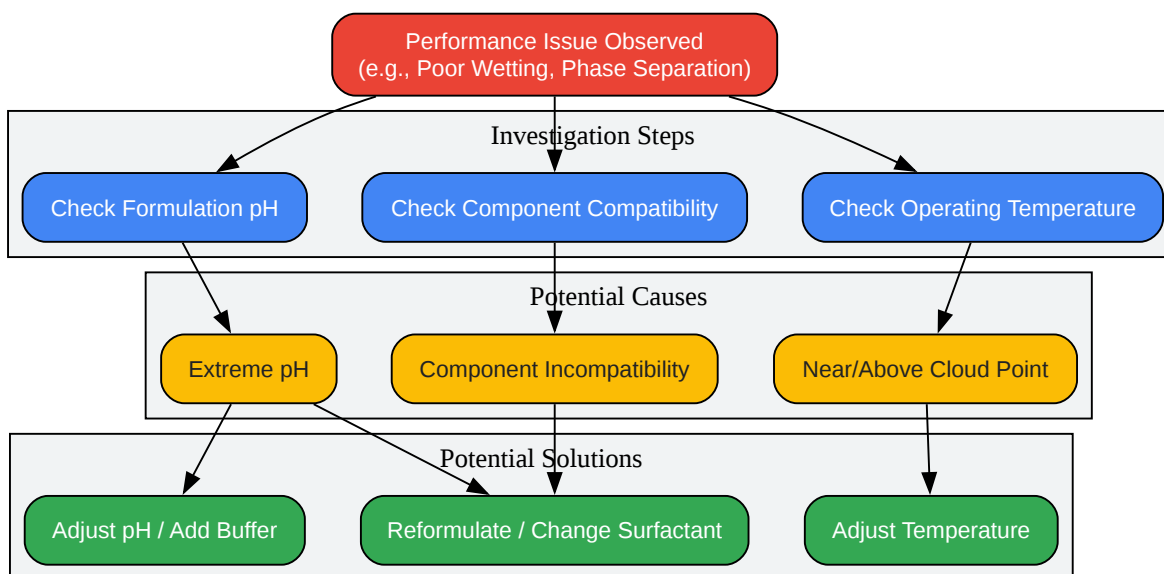 Performance Issue Observed
(e.g., Poor Wetting, Phase Separation)
Investigation Steps
Check Formulation pH
Check Component Compatibility
Check Operating Temperature
Potential Causes
Extreme pH
Component Incompatibility
Near/Above Cloud Point
Potential Solutions
Adjust pH / Add Buffer
Reformulate / Change Surfactant
Adjust Temperature